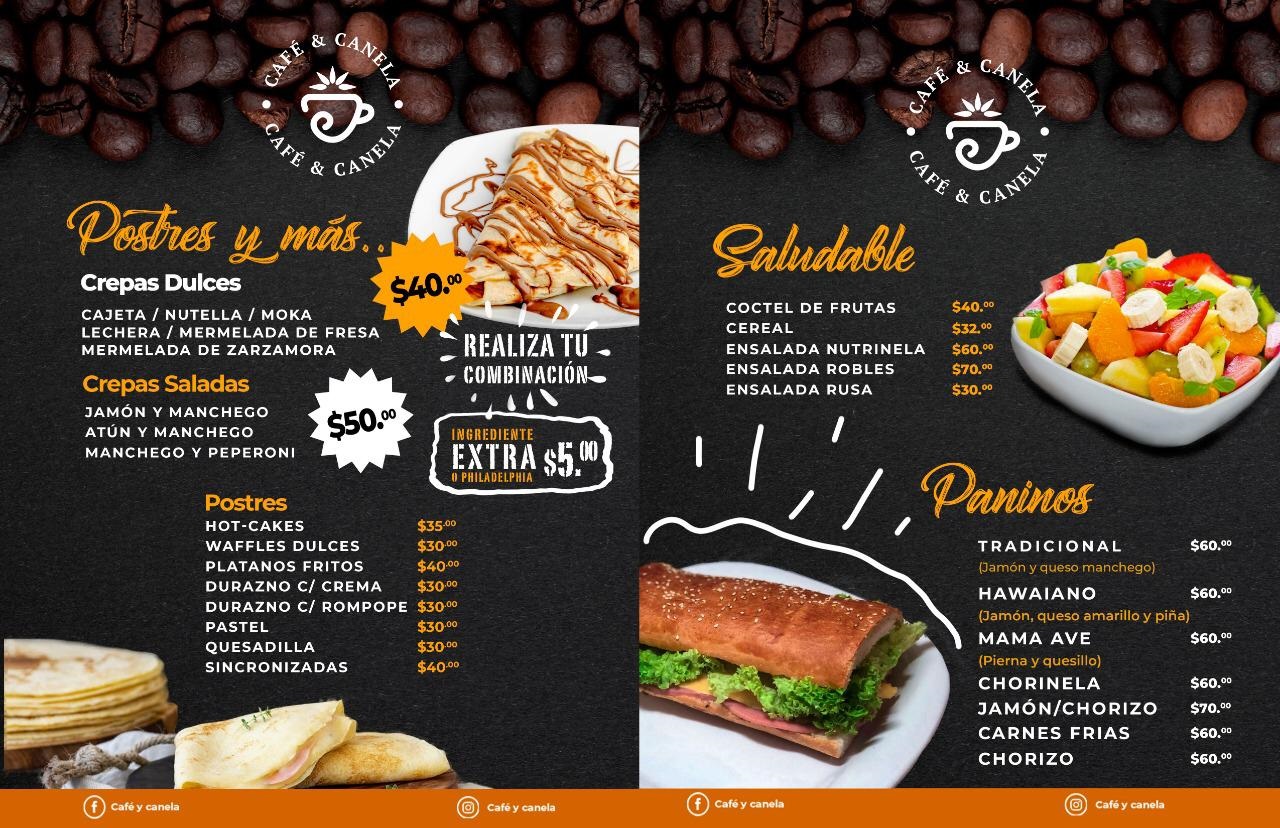 CAFÉ & CANELA
CAFÉ & CANELA
Postres y más..
Crepas Dulces
$40.00
CAJETA / NUTELLA / MOKA
LECHERA / MERMELADA DE FRESA
MERMELADA DE ZARZAMORA
REALIZA TU
COMBINACIÓN
Crepas Saladas
$50.00
JAMÓN Y MANCHEGO
ATÚN Y MANCHEGO
MANCHEGO Y PEPERONI
INGREDIENTE
EXTRA $5.00
O PHILADELPHIA
Postres
HOT-CAKES $35.00
WAFFLES DULCES $30.00
PLATANOS FRITOS $40.00
DURAZNO C/ CREMA $30.00
DURAZNO C/ ROMPOPE $30.00
PASTEL $30.00
QUESADILLA $30.00
SINCRONIZADAS $40.00
Café y canela
Café y canela
CAFÉ & CANELA
CAFÉ & CANELA
Saludable
COCTEL DE FRUTAS $40.00
CEREAL $32.00
ENSALADA NUTRINELA $60.00
ENSALADA ROBLES $70.00
ENSALADA RUSA $30.00
Paninos
TRADICIONAL $60.00
(Jamón y queso manchego)
HAWAIANO $60.00
(Jamón, queso amarillo y piña)
MAMA AVE $60.00
(Pierna y quesillo)
CHORINELA $60.00
JAMÓN/CHORIZO $70.00
CARNES FRIAS $60.00
CHORIZO $60.00
Café y canela
Café y canela